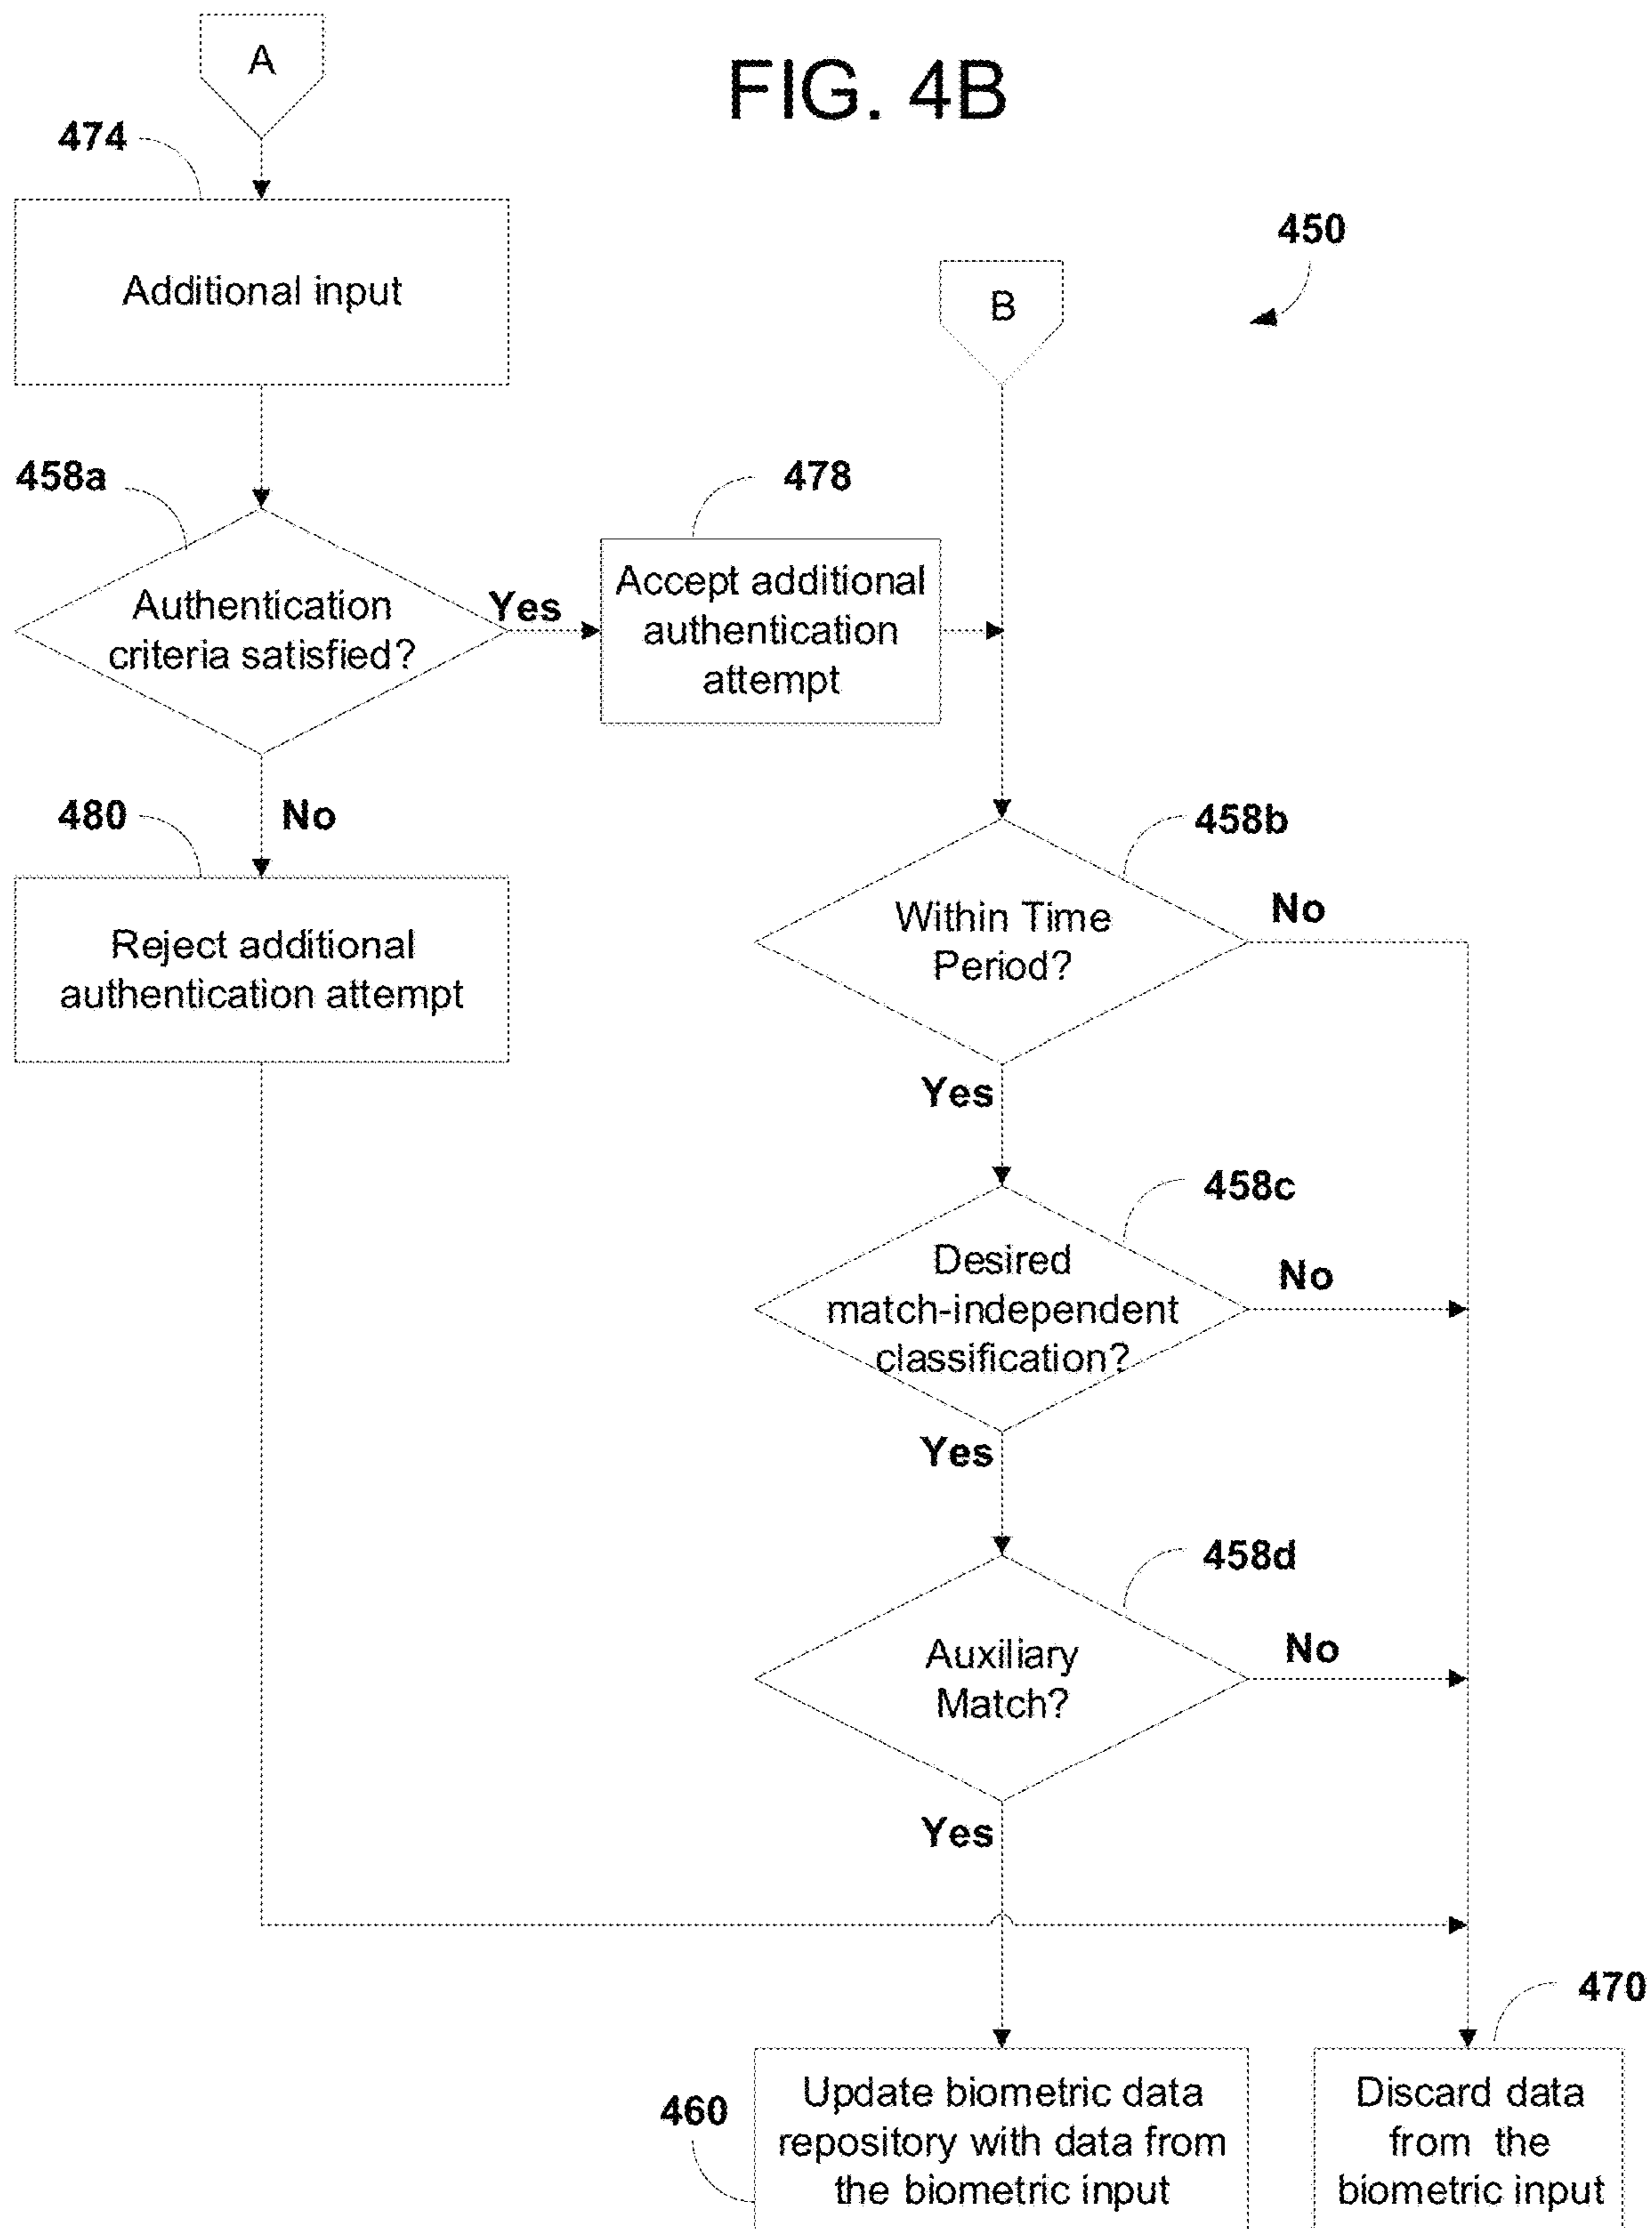 A
FIG. 4B
474
Additional input
450
B
458a
Authentication
criteria satisfied?
Yes
478
Accept additional
authentication
attempt
480
No
Reject additional
authentication attempt
458b
Within Time
Period?
No
Yes
458c
Desired
match-independent
classification?
No
Yes
458d
Auxiliary
Match?
No
Yes
460
Update biometric data
repository with data from
the biometric input
470
Discard data
from the
biometric input